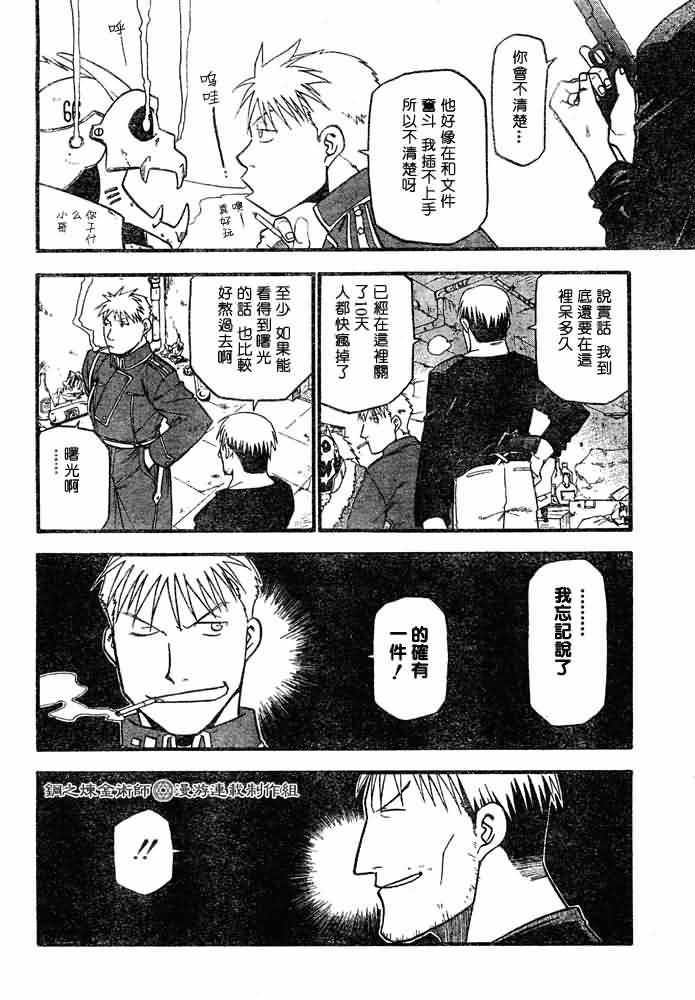 你會不清楚…
他好像在和文件
奮斗 我插不上手
所以不清楚呀
嗚哇…
嘿
真好玩
呼…
66
你子什
么
小哥
說實話 我到
底還要在這
裡呆多久
已經在這裡關
了10天
人都快瘋掉了
至少 如果能
看得到曙光
的話 也比較
好熬過去啊
……
曙光啊
………
我忘記說了
的確有
一件!
鋼之煉金術師 漫游連載制作組
!!